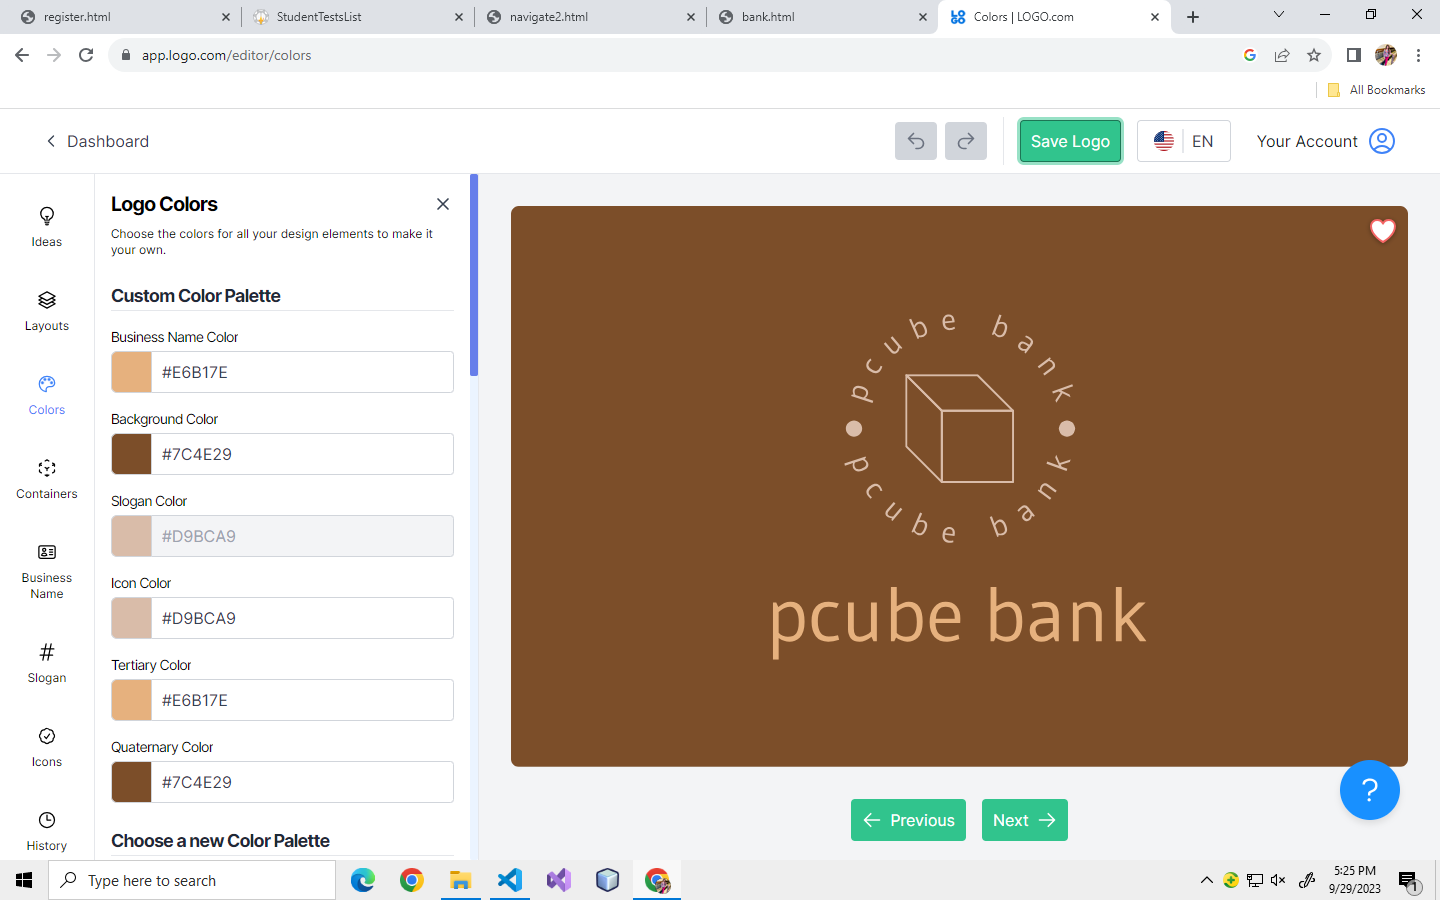 register.html
StudentTestsList
navigate2.html
bank.html
Colors | LOGO.com
app.logo.com/editor/colors
All Bookmarks
Dashboard
Save Logo
EN
Your Account
Ideas
Layouts
Colors
Containers
Business
Name
Slogan
Icons
History
Logo Colors
Choose the colors for all your design elements to make it
your own.
Custom Color Palette
Business Name Color
#E6B17E
Background Color
#7C4E29
Slogan Color
#D9BCA9
Icon Color
#D9BCA9
Tertiary Color
#E6B17E
Quaternary Color
#7C4E29
Choose a new Color Palette
pcube bank
pcube bank
pcube bank
Previous
Next
?
Type here to search
5:25 PM
9/29/2023
1